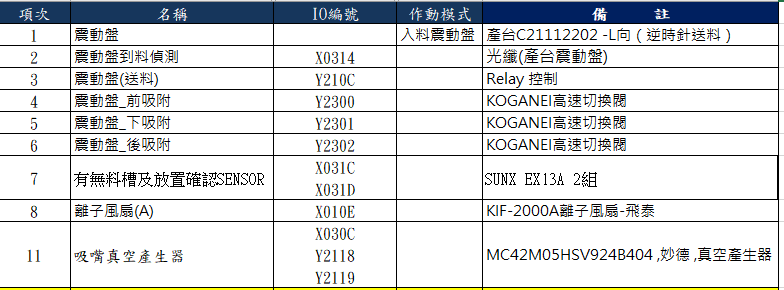 項次 名稱 IO編號 作動模式 備 註
1 震動盤 入料震動盤 產台C21112202 -L向（逆時針送料）
2 震動盤到料偵測 X0314 光纖(產台震動盤)
3 震動盤(送料) Y210C Relay 控制
4 震動盤_前吸附 Y2300 KOGANEI高速切換閥
5 震動盤_下吸附 Y2301 KOGANEI高速切換閥
6 震動盤_後吸附 Y2302 KOGANEI高速切換閥
7 有無料槽及放置確認SENSOR X031C SUNX EX13A 2組
X031D
8 離子風扇(A) X010E KIF-2000A離子風扇-飛泰
X030C
11 吸嘴真空產生器 Y2118 MC42M05HSV924B404 ,妙德 ,真空產生器
Y2119